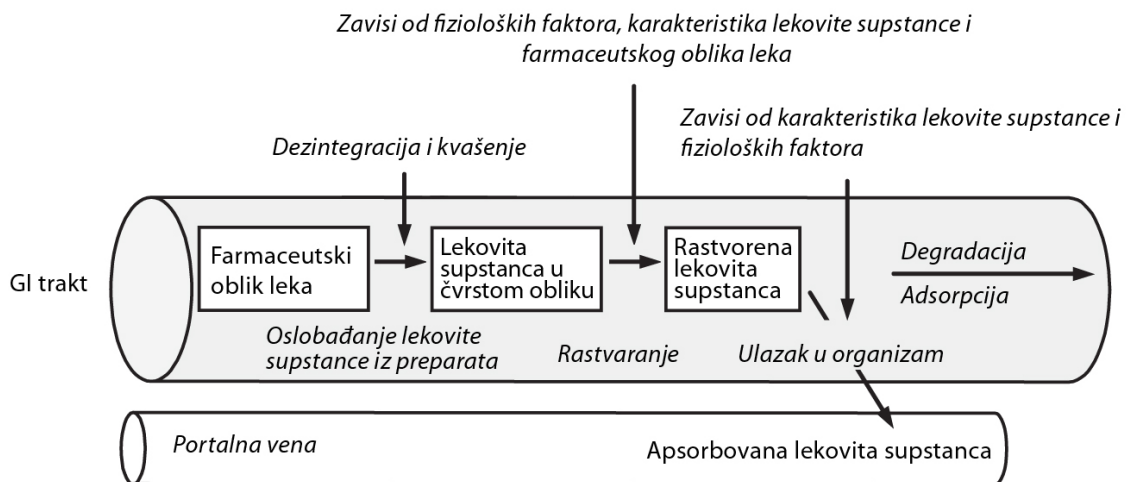 Zavisi od fizioloških faktora, karakteristika lekovite supstance i
farmaceutskog oblika leka
Zavisi od karakteristika lekovite supstance i
fizioloških faktora
Dezintegracija i kvašenje
GI trakt
Farmaceutski
oblik leka
Lekovita
supstanca u
čvrstom obliku
Rastvorena
lekovita
supstanca
Degradacija
Adsorpcija
Oslobađanje lekovite
supstance iz preparata
Rastvaranje
Ulazak u organizam
Portalna vena
Apsorbovana lekovita supstanca